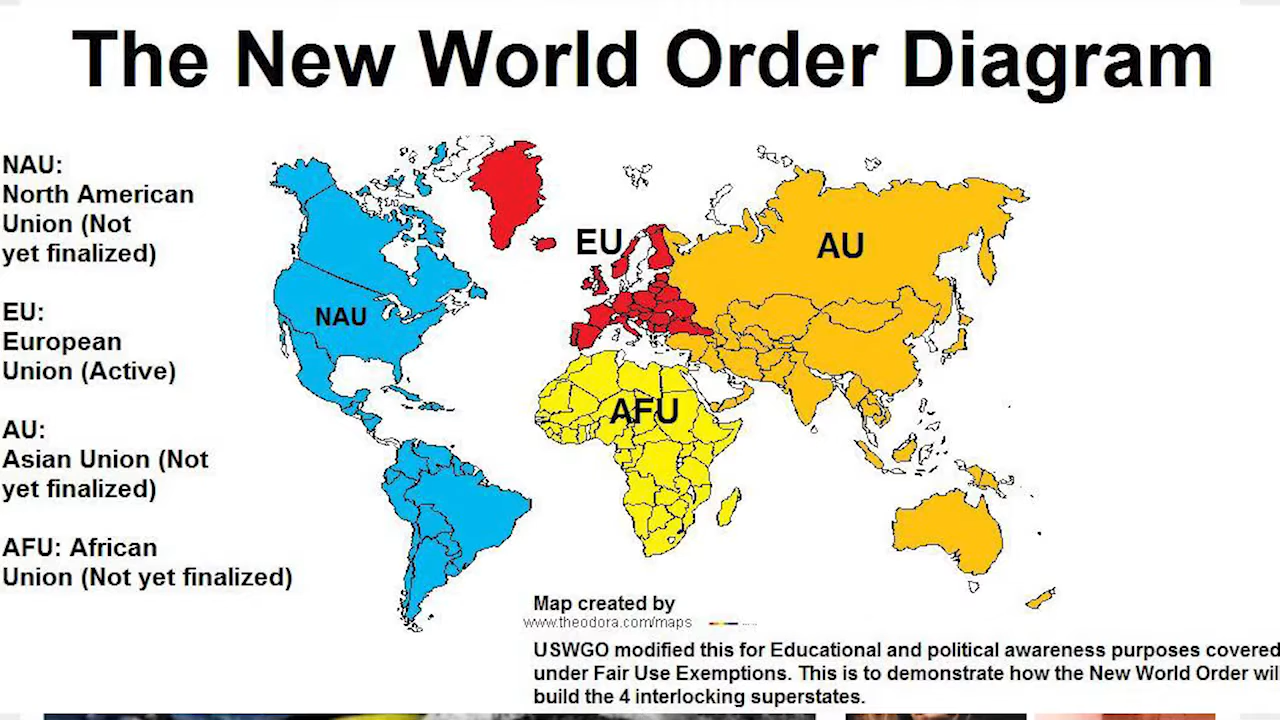 The New World Order Diagram
NAU:
North American
Union (Not
yet finalized)
EU:
European
Union (Active)
AU:
Asian Union (Not
yet finalized)
AFU: African
Union (Not yet finalized)
NAU
EU
AU
AFU
Map created by
www.theodora.com/maps
USWGO modified this for Educational and political awareness purposes covered
under Fair Use Exemptions. This is to demonstrate how the New World Order wil
build the 4 interlocking superstates.